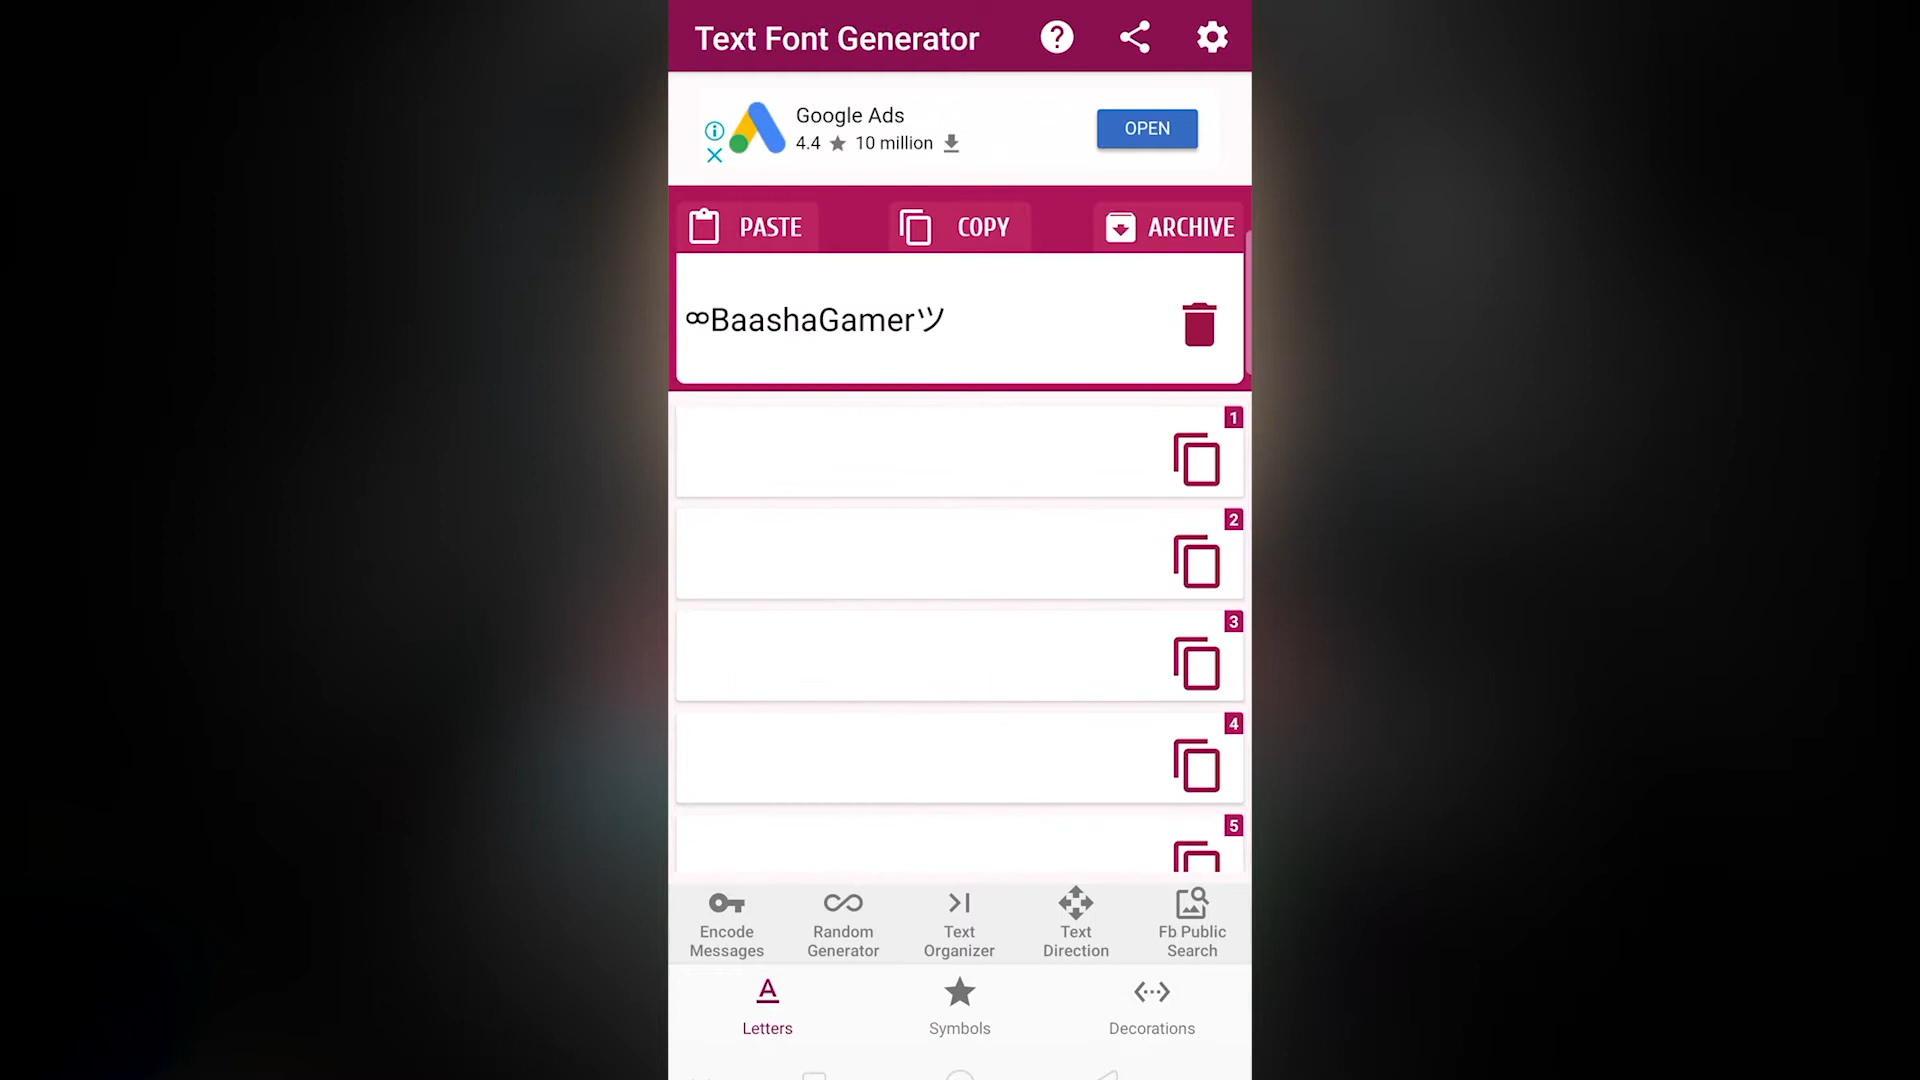 Text Font Generator
Google Ads
4.4 ★ 10 million
OPEN
PASTE
COPY
ARCHIVE
∞BaashaGamerツ
1
2
3
4
5
Encode
Messages
Random
Generator
Text
Organizer
Text
Direction
Fb Public
Search
Letters
Symbols
Decorations